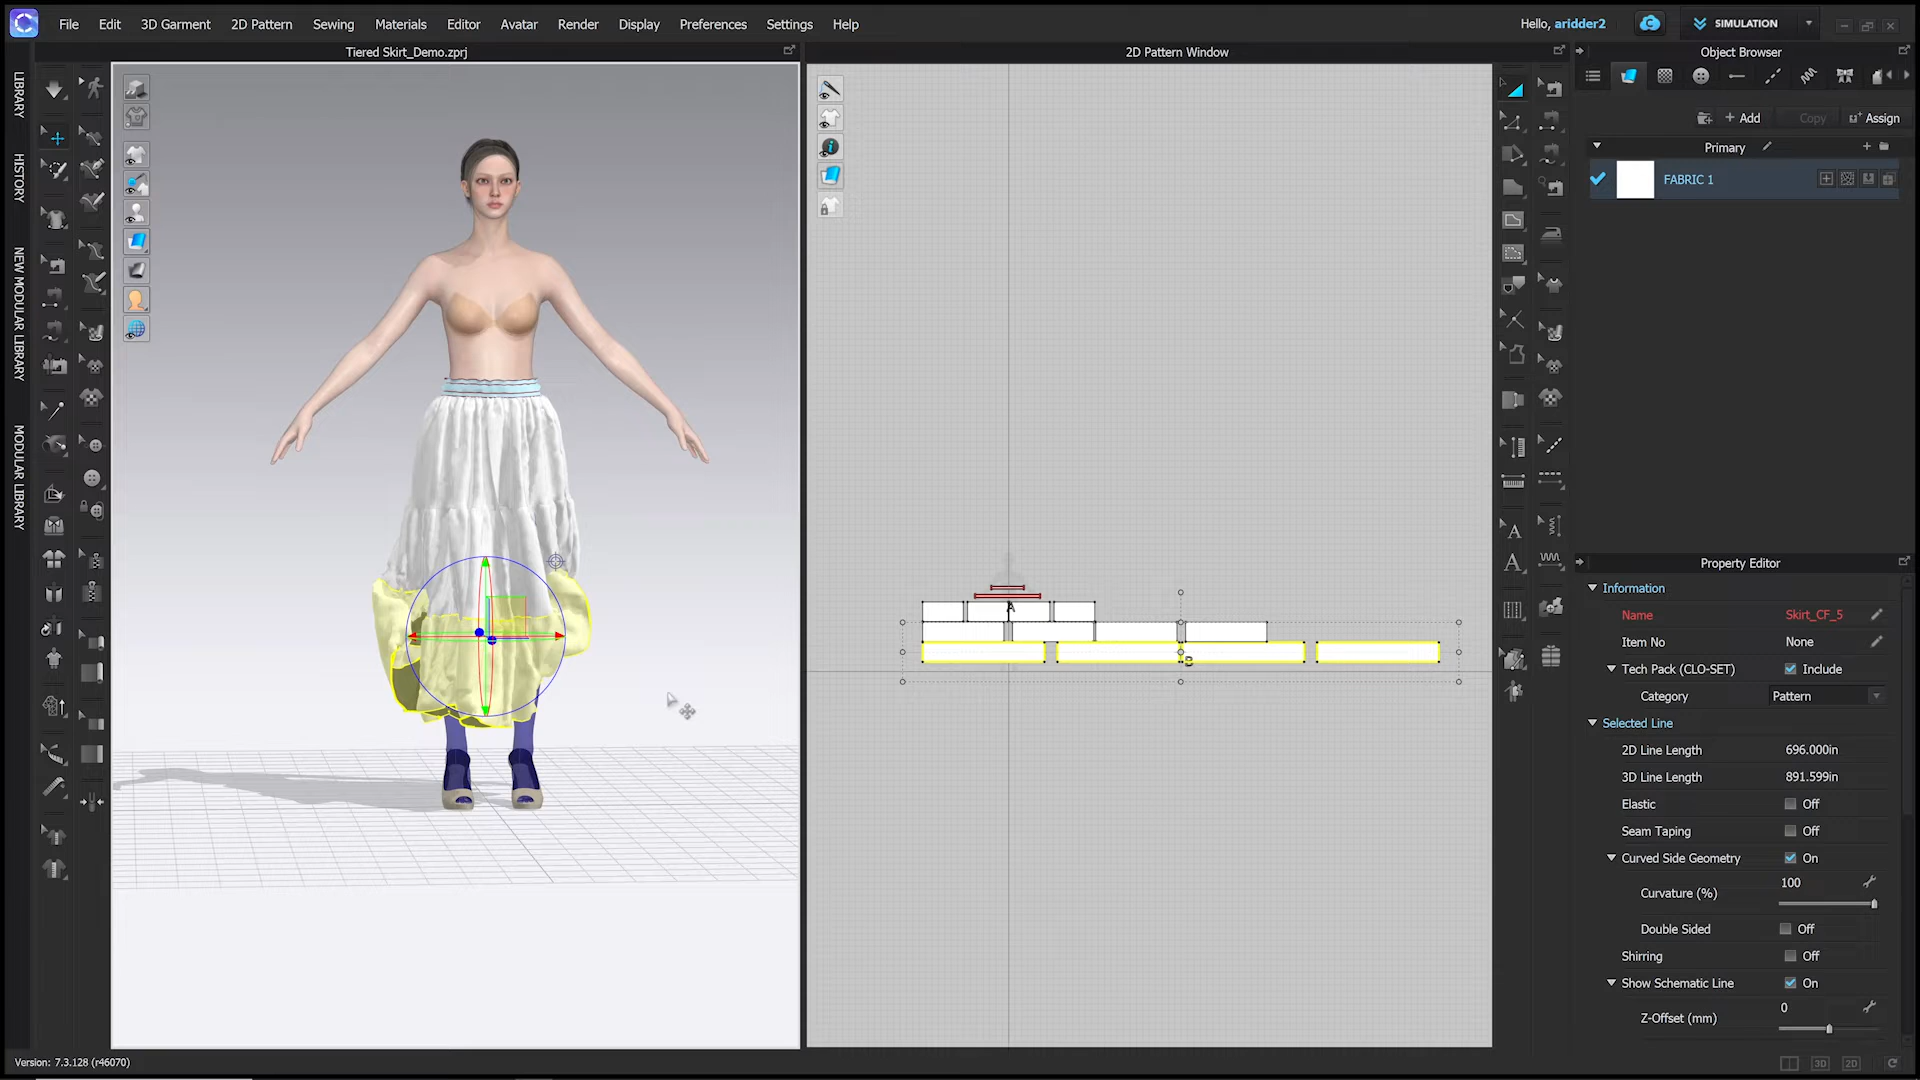 File Edit 3D Garment 2D Pattern Sewing Materials Editor Avatar Render Display Preferences Settings Help
Hello, aridder2
SIMULATION
Tiered Skirt_Demo.zprj
2D Pattern Window
Object Browser
LIBRARY
HISTORY
NEW MODULAR LIBRARY
MODULAR LIBRARY
+ Add
Copy
Assign
Primary
FABRIC 1
A
A
A
Property Editor
Information
Name Skirt_CF_5
Item No None
Tech Pack (CLO-SET) Include
Category Pattern
Selected Line
2D Line Length 696.000in
3D Line Length 891.599in
Elastic Off
Seam Taping Off
Curved Side Geometry On
Curvature (%) 100
Double Sided Off
Shirring Off
Show Schematic Line On
Z-Offset (mm) 0
Version: 7.3.128 (r46070)
3D
2D